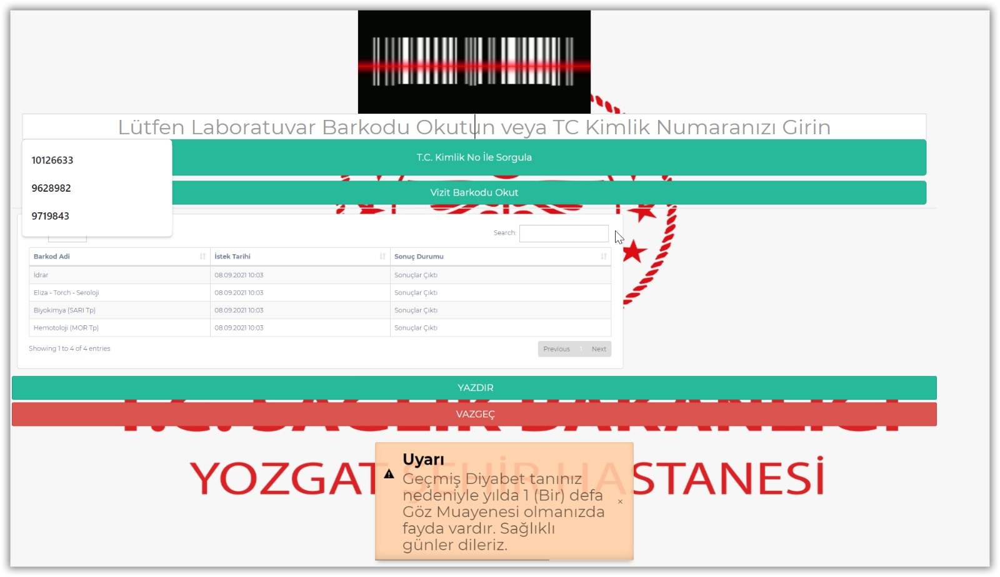 Lütfen Laboratuvar Barkodu Okutun veya TC Kimlik Numaranızı Girin
T.C. Kimlik No İle Sorgula
10126633
9628982
9719843
Vizit Barkodu Okut
Search:
Barkod Adi İstek Tarihi Sonuç Durumu
İdrar 08.09.2021 10:03 Sonuçlar Çıktı
Eliza - Torch - Seroloji 08.09.2021 10:03 Sonuçlar Çıktı
Biyokimya (SARI Tp) 08.09.2021 10:03 Sonuçlar Çıktı
Hemotoloji (MOR Tp) 08.09.2021 10:03 Sonuçlar Çıktı
Showing 1 to 4 of 4 entries
Previous 1 Next
YAZDIR
VAZGEÇ
T.C. SAĞLIK BAKANLIĞI
YOZGAT ŞEHİR HASTANESİ
Uyarı
Geçmiş Diyabet tanınız
nedeniyle yılda 1 (Bir) defa
Göz Muayenesi olmanızda
fayda vardır. Sağlıklı
günler dileriz.
×